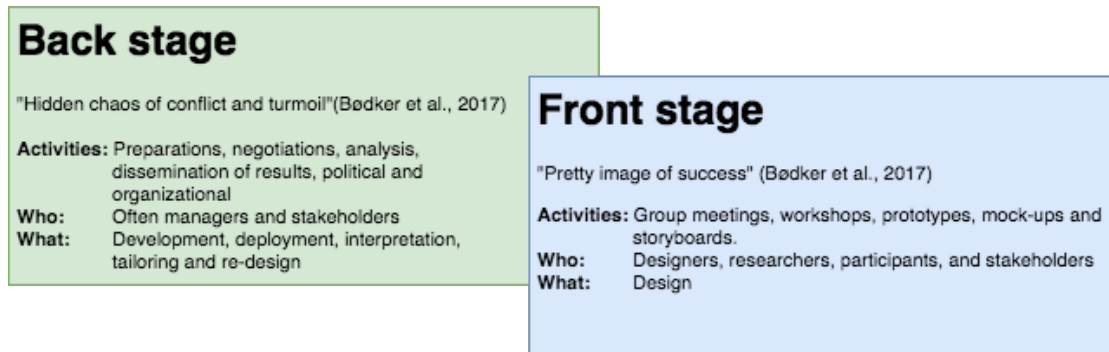 Back stage
"Hidden chaos of conflict and turmoil"(Bødker et al., 2017)
Activities: Preparations, negotiations, analysis,
dissemination of results, political and
organizational
Who: Often managers and stakeholders
What: Development, deployment, interpretation,
tailoring and re-design
Front stage
"Pretty image of success" (Bødker et al., 2017)
Activities: Group meetings, workshops, prototypes, mock-ups and
storyboards.
Who: Designers, researchers, participants, and stakeholders
What: Design